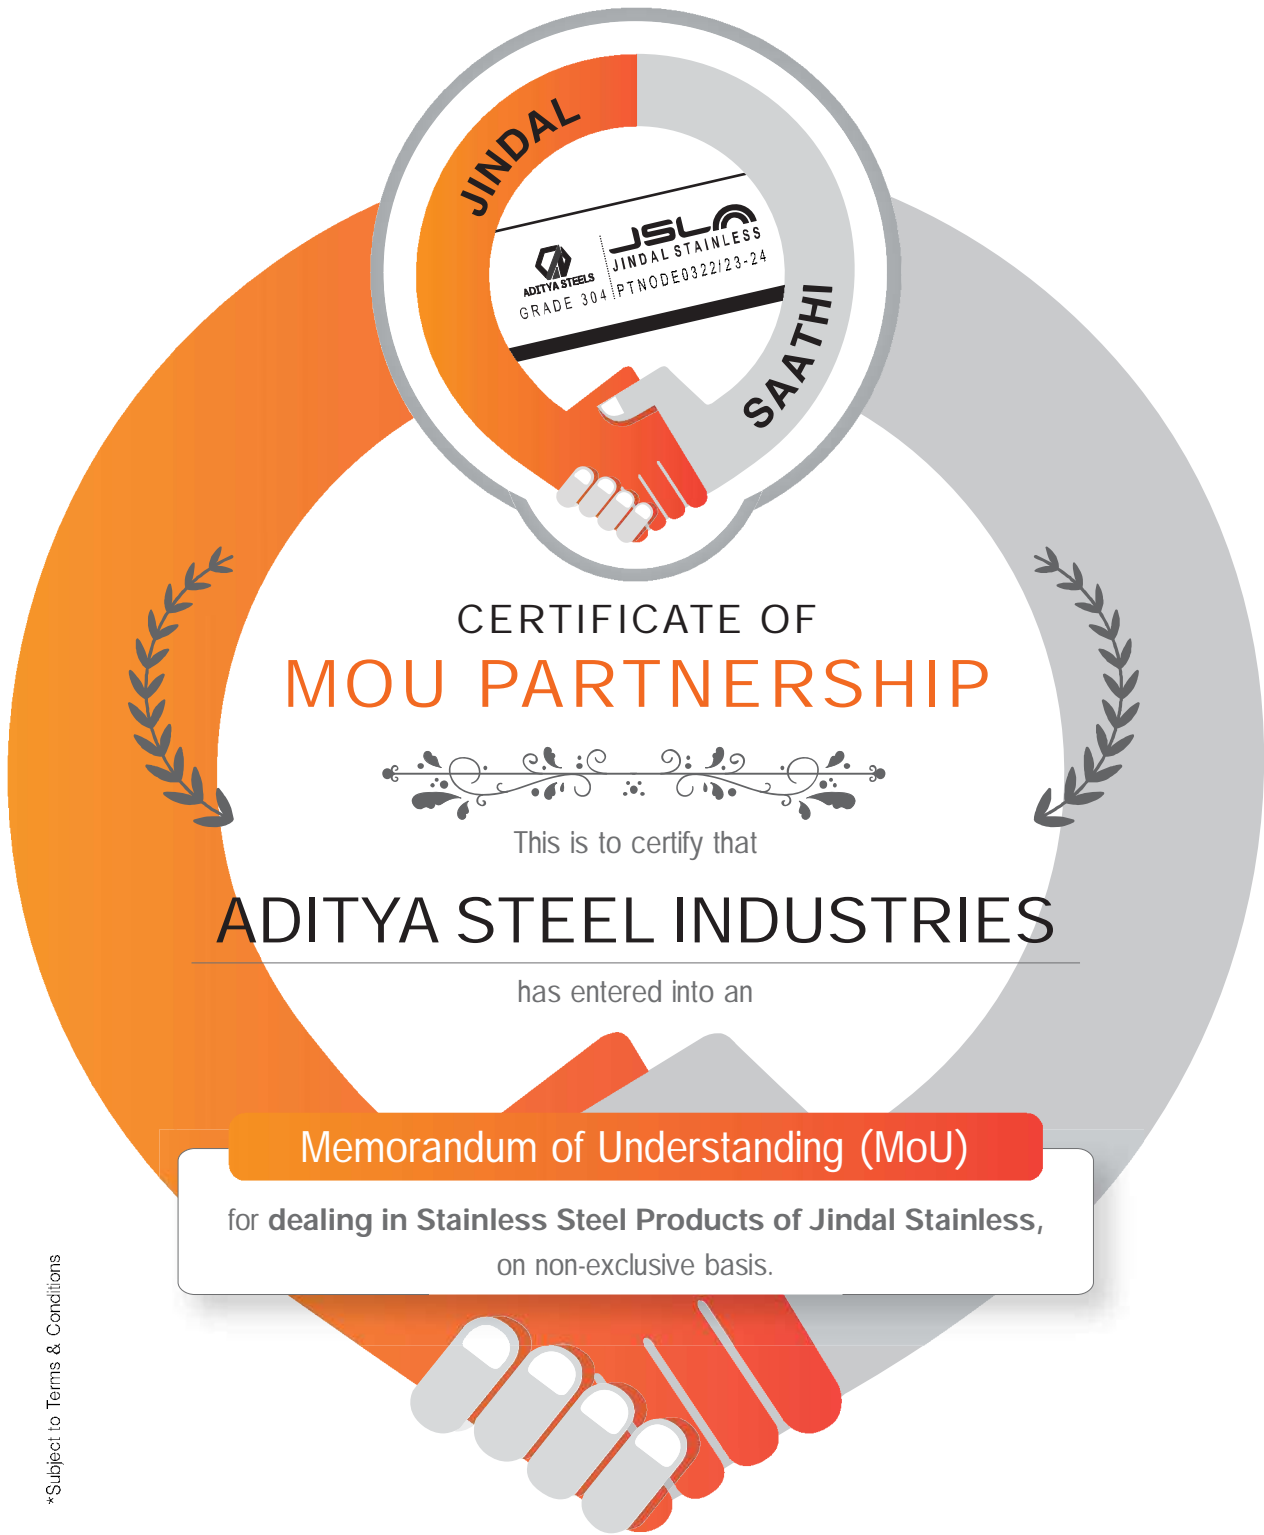 JINDAL
SAATHI
ADITYA STEELS
GRADE 304
JSL
JINDAL STAINLESS
PTNODE0322/23-24
CERTIFICATE OF
MOU PARTNERSHIP
This is to certify that
ADITYA STEEL INDUSTRIES
has entered into an
Memorandum of Understanding (MoU)
for dealing in Stainless Steel Products of Jindal Stainless,
on non-exclusive basis.
*Subject to Terms & Conditions